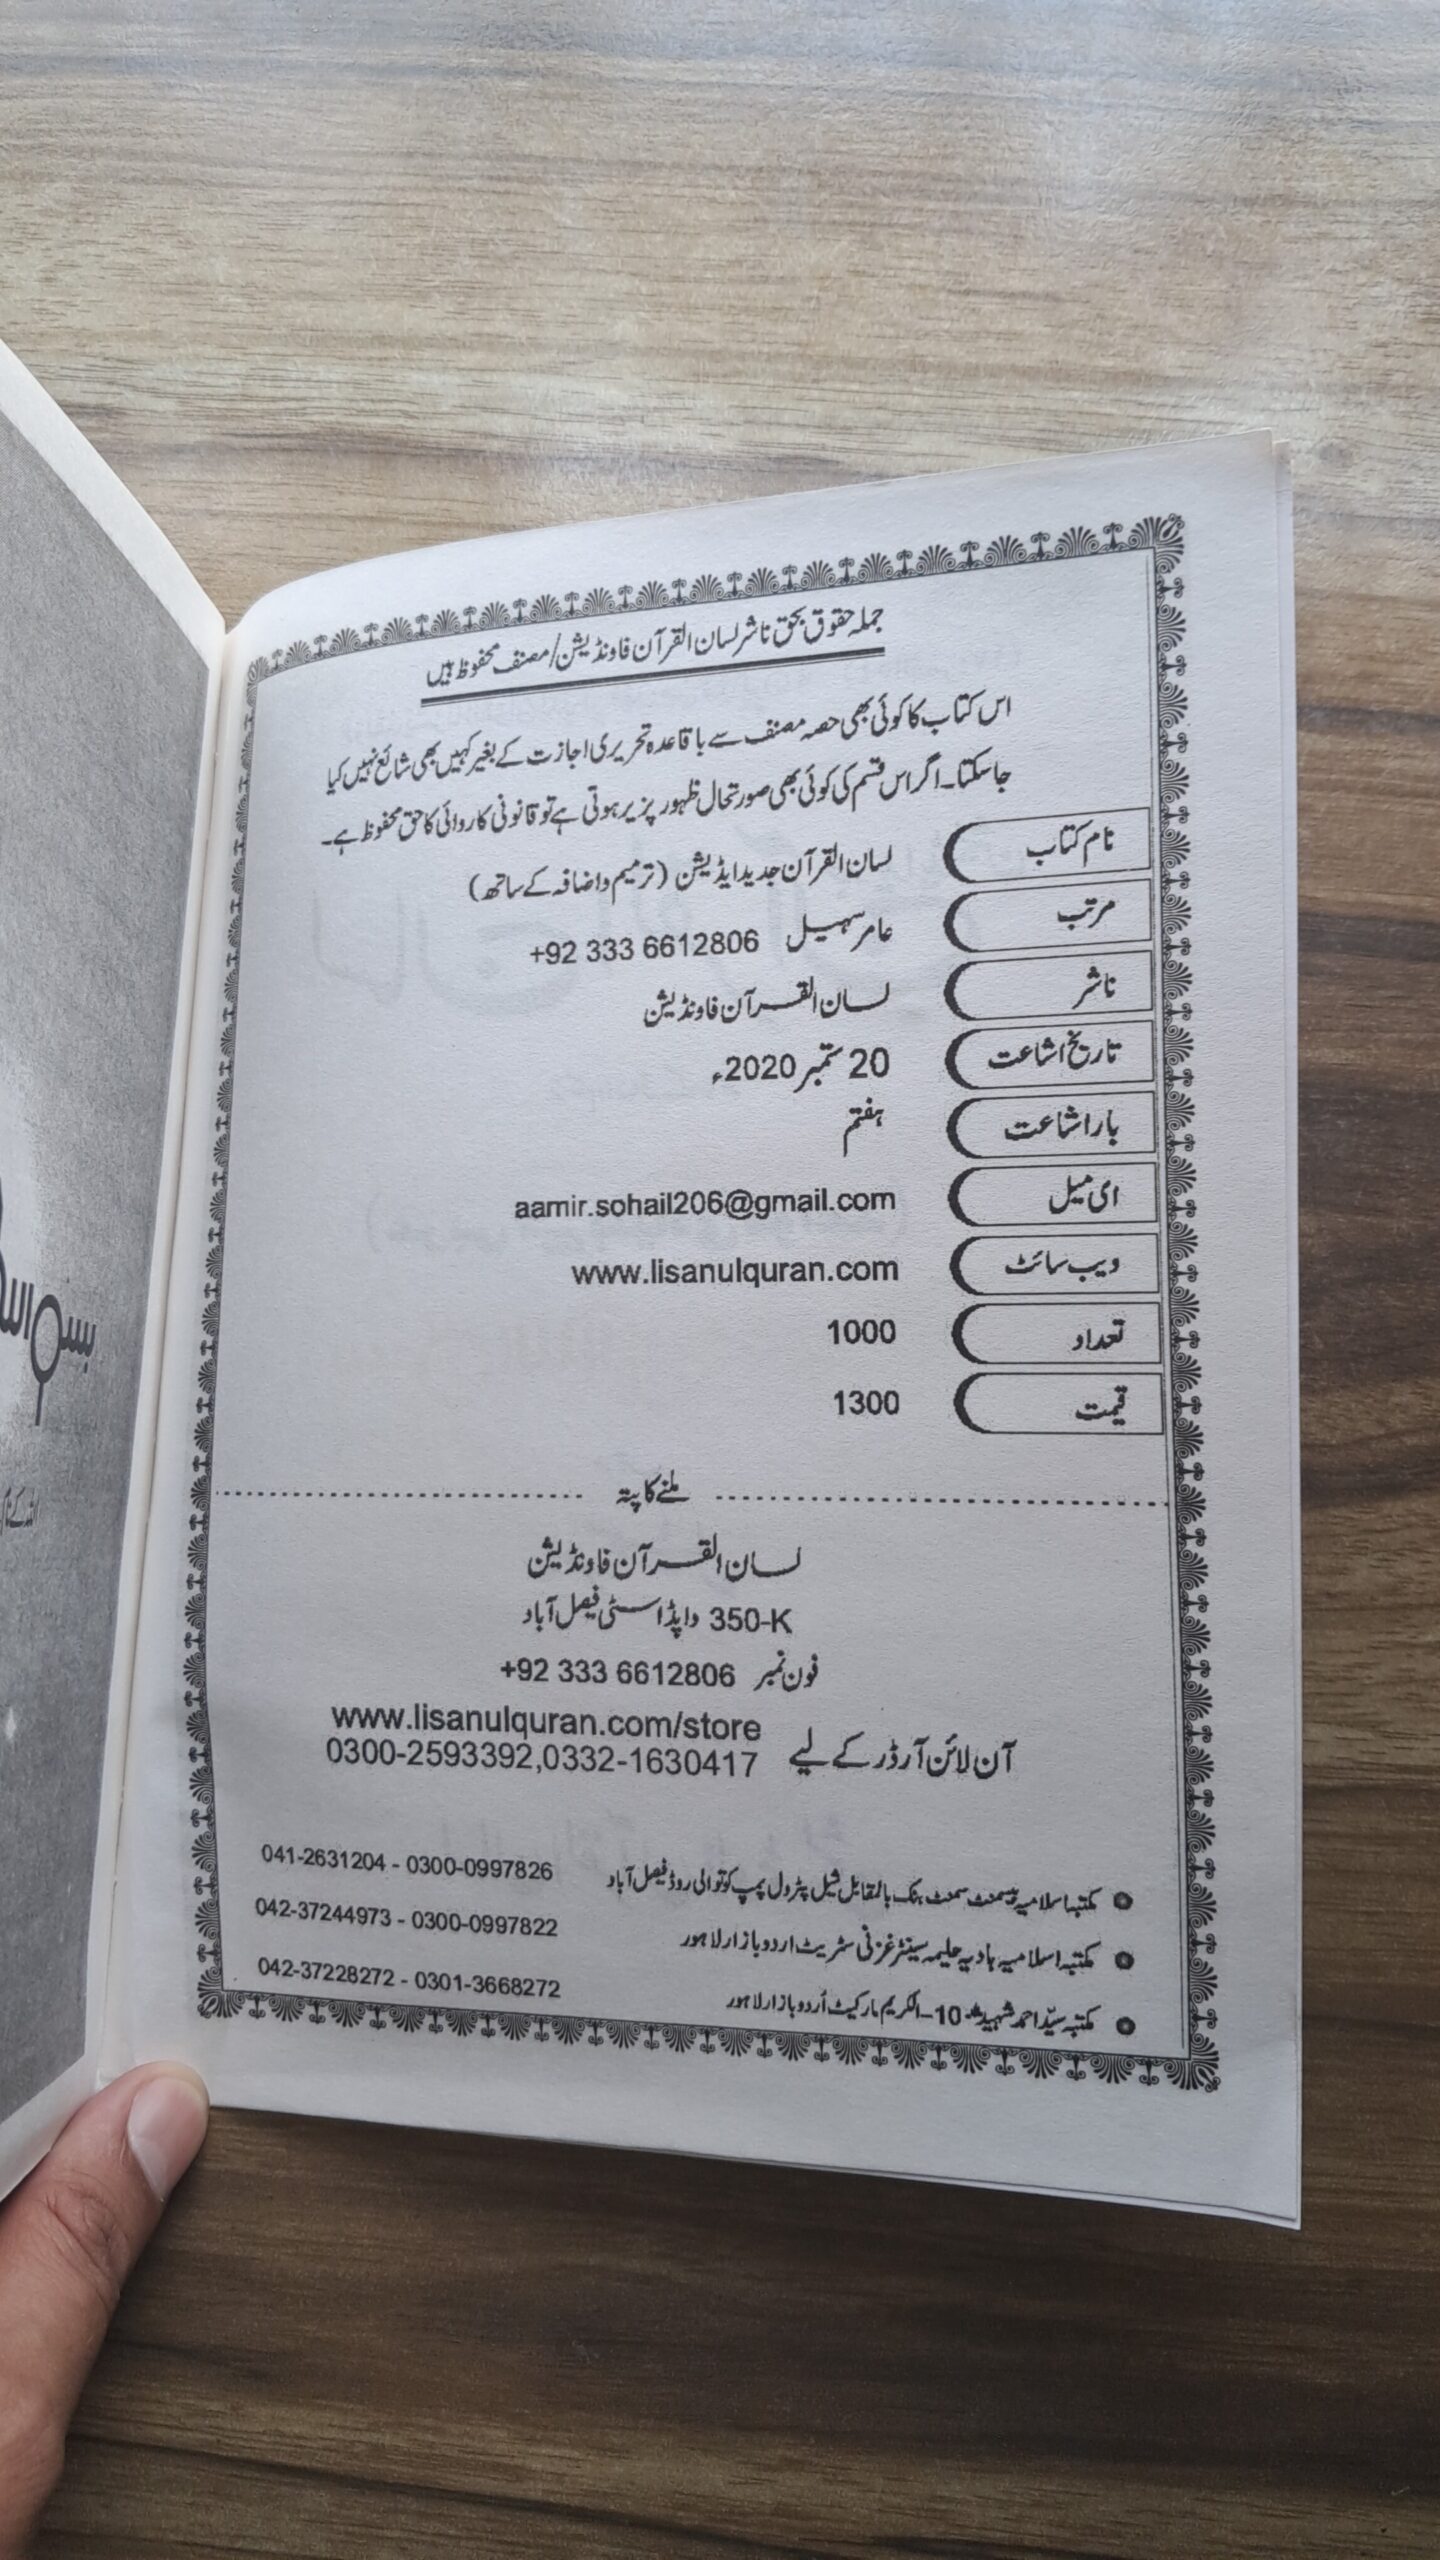 جملہ حقوق بحق ناشر لسان القرآن فاونڈیشن/مصنف محفوظ ہیں
اس کتاب کا کوئی بھی حصہ مصنف سے باقاعدہ تحریری اجازت کے بغیر کہیں بھی شائع نہیں کیا
جاسکتا۔ اگر اس قسم کی کوئی بھی صورتحال ظہور پزیر ہوتی ہے تو قانونی کاروائی کا حق محفوظ ہے۔
نام کتاب لسان القرآن جدید ایڈیشن (ترمیم و اضافہ کے ساتھ)
مرتب عامر سہیل +92 333 6612806
ناشر لسان القرآن فاونڈیشن
تاریخ اشاعت 20 ستمبر 2020ء
بار اشاعت ہفتم
ای میل aamir.sohail206@gmail.com
ویب سائٹ www.lisanulquran.com
تعداد 1000
قیمت 1300
ملنے کا پتہ
لسان القرآن فاونڈیشن
350-K واپڈا سٹی فیصل آباد
فون نمبر +92 333 6612806
www.lisanulquran.com/store
آن لائن آرڈر کے لیے 0300-2593392,0332-1630417
مکتبہ اسلامیہ بیسمنٹ سمٹ بنک بالمقابل شیل پٹرول پمپ کوتوالی روڈ فیصل آباد 041-2631204 - 0300-0997826
مکتبہ اسلامیہ ہادیہ حلیمہ سینٹر غزنی سٹریٹ اردو بازار لاہور 042-37244973 - 0300-0997822
مکتبہ سیّد احمد شہید 10-الکریم مارکیٹ اُردو بازار لاہور 042-37228272 - 0301-3668272